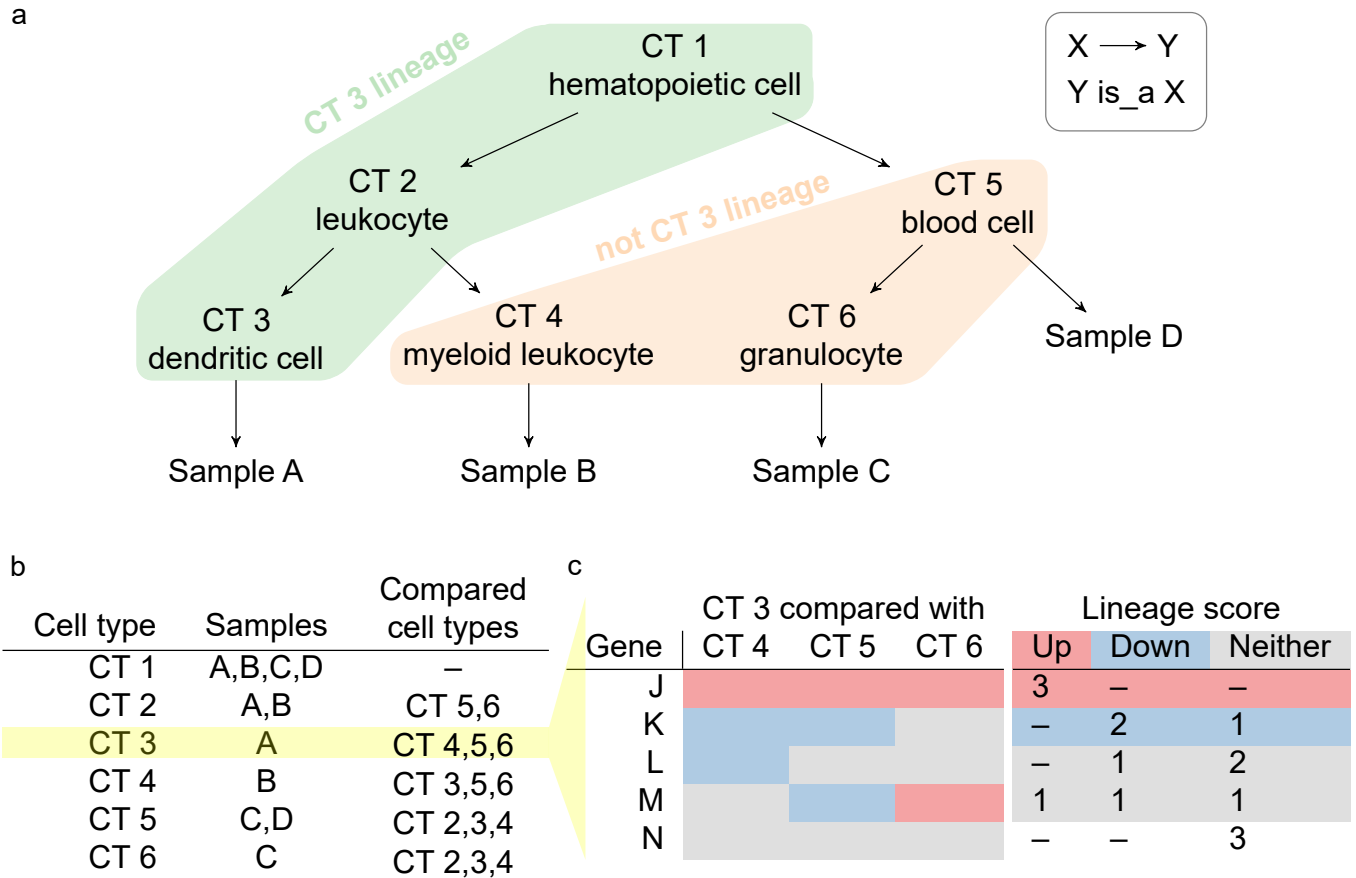 a
CT 1
hematopoietic cell
X → Y
Y is_a X
CT 3 lineage
CT 2
leukocyte
CT 5
blood cell
not CT 3 lineage
CT 3
dendritic cell
CT 4
myeloid leukocyte
CT 6
granulocyte
Sample D
Sample A
Sample B
Sample C
b
Cell type Samples Compared cell types
CT 1 A,B,C,D –
CT 2 A,B CT 5,6
CT 3 A CT 4,5,6
CT 4 B CT 3,5,6
CT 5 C,D CT 2,3,4
CT 6 C CT 2,3,4
c
CT 3 compared with Lineage score
Gene CT 4 CT 5 CT 6 Up Down Neither
J 3 – –
K – 2 1
L – 1 2
M 1 1 1
N – – 3